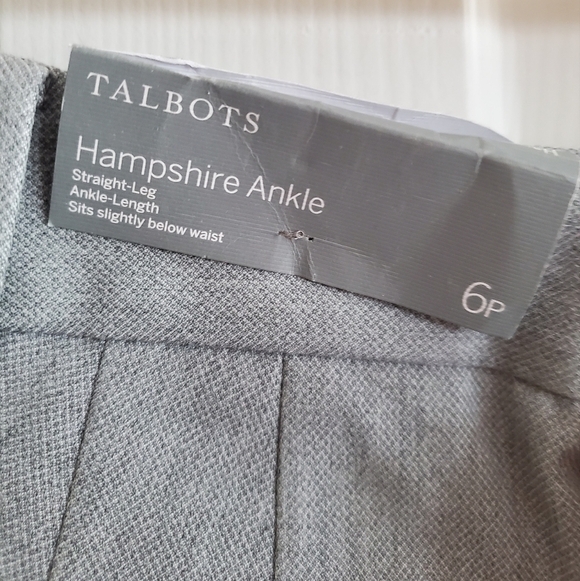 TALBOTS
Hampshire Ankle
Straight-Leg
Ankle-Length
Sits slightly below waist
6P